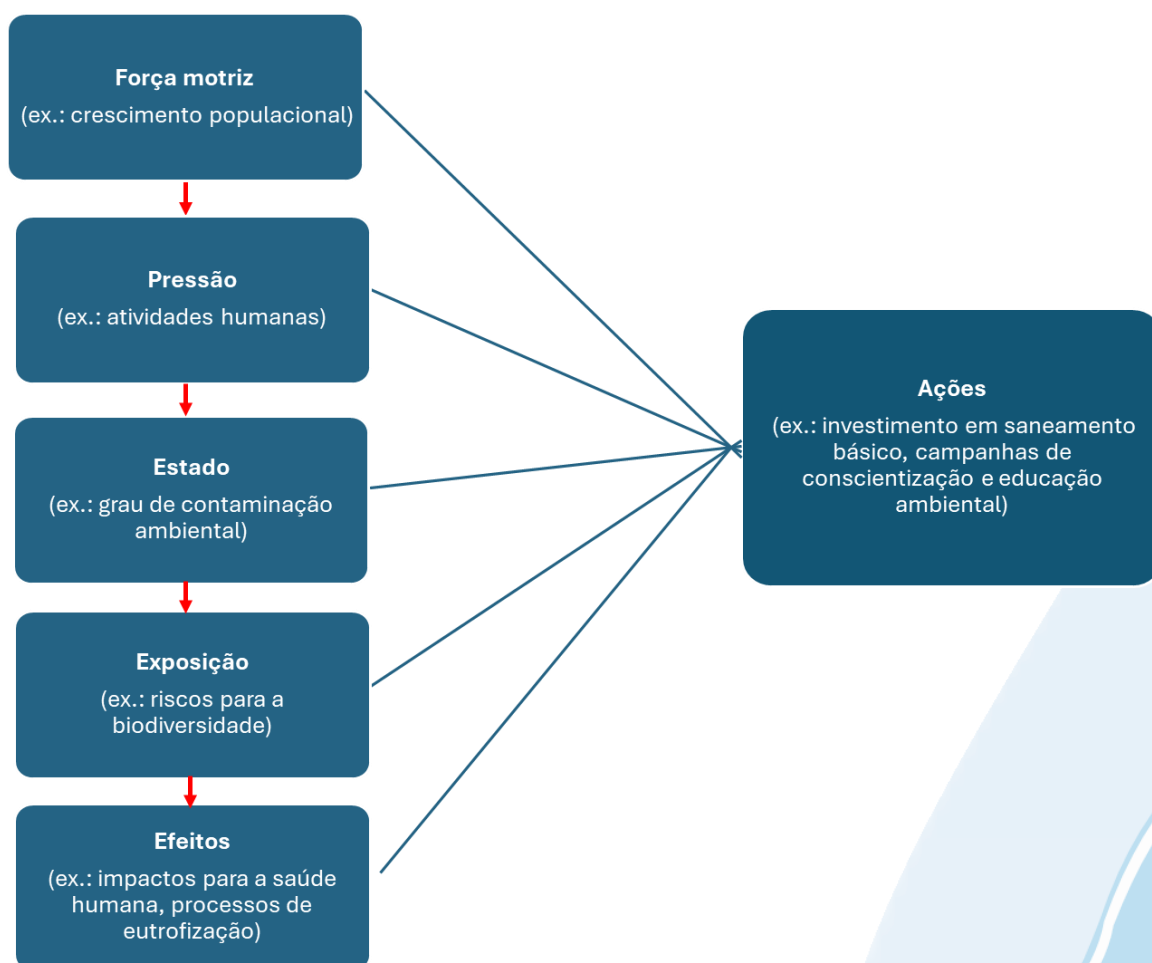 Força motriz
(ex.: crescimento populacional)
Pressão
(ex.: atividades humanas)
Estado
(ex.: grau de contaminação
ambiental)
Exposição
(ex.: riscos para a
biodiversidade)
Efeitos
(ex.: impactos para a saúde
humana, processos de
eutrofização)
Ações
(ex.: investimento em saneamento
básico, campanhas de
conscientização e educação
ambiental)